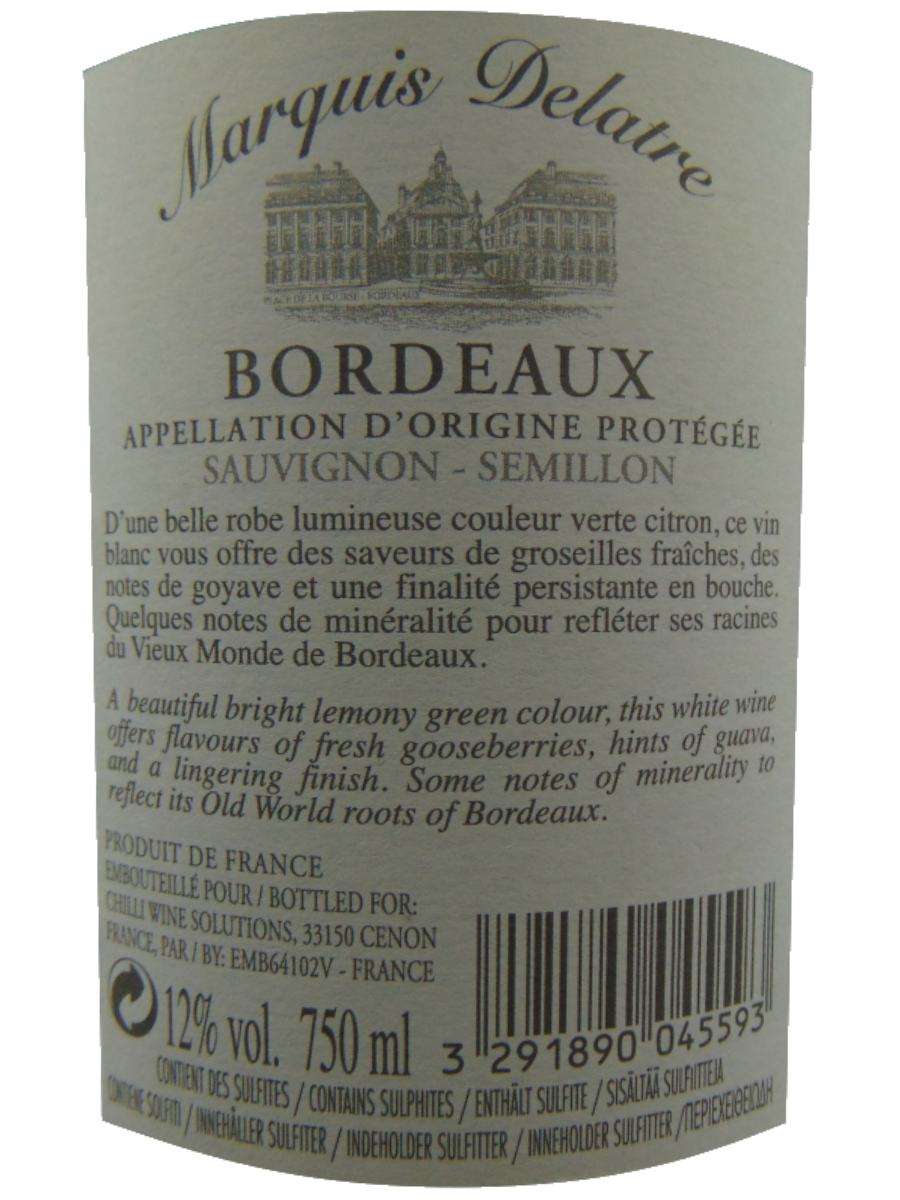 Marquis Delatre
PLACE DE LA BOURSE - BORDEAUX
BORDEAUX
APPELLATION D'ORIGINE PROTÉGÉE
SAUVIGNON - SEMILLON
D'une belle robe lumineuse couleur verte citron, ce vin
blanc vous offre des saveurs de groseilles fraîches, des
notes de goyave et une finalité persistante en bouche.
Quelques notes de minéralité pour refléter ses racines
du Vieux Monde de Bordeaux.
A beautiful bright lemony green colour, this white wine
offers flavours of fresh gooseberries, hints of guava,
and a lingering finish. Some notes of minerality to
reflect its Old World roots of Bordeaux.
PRODUIT DE FRANCE
EMBOUTEILLÉ POUR / BOTTLED FOR:
CHILLI WINE SOLUTIONS, 33150 CENON
FRANCE, PAR / BY: EMB64102V - FRANCE
12% vol. 750 ml
3 291890 045593
CONTIENT DES SULFITES / CONTAINS SULPHITES / ENTHÄLT SULFITE / SISÄLTÄÄ SULFIITTEJA
CONTIENE SOLFITI / INNEHÅLLER SULFITER / INDEHOLDER SULFITTER / INNEHOLDER SULFITTER / ΠΕΡΙΕΧΕΙΘΕΙΩΔΗ